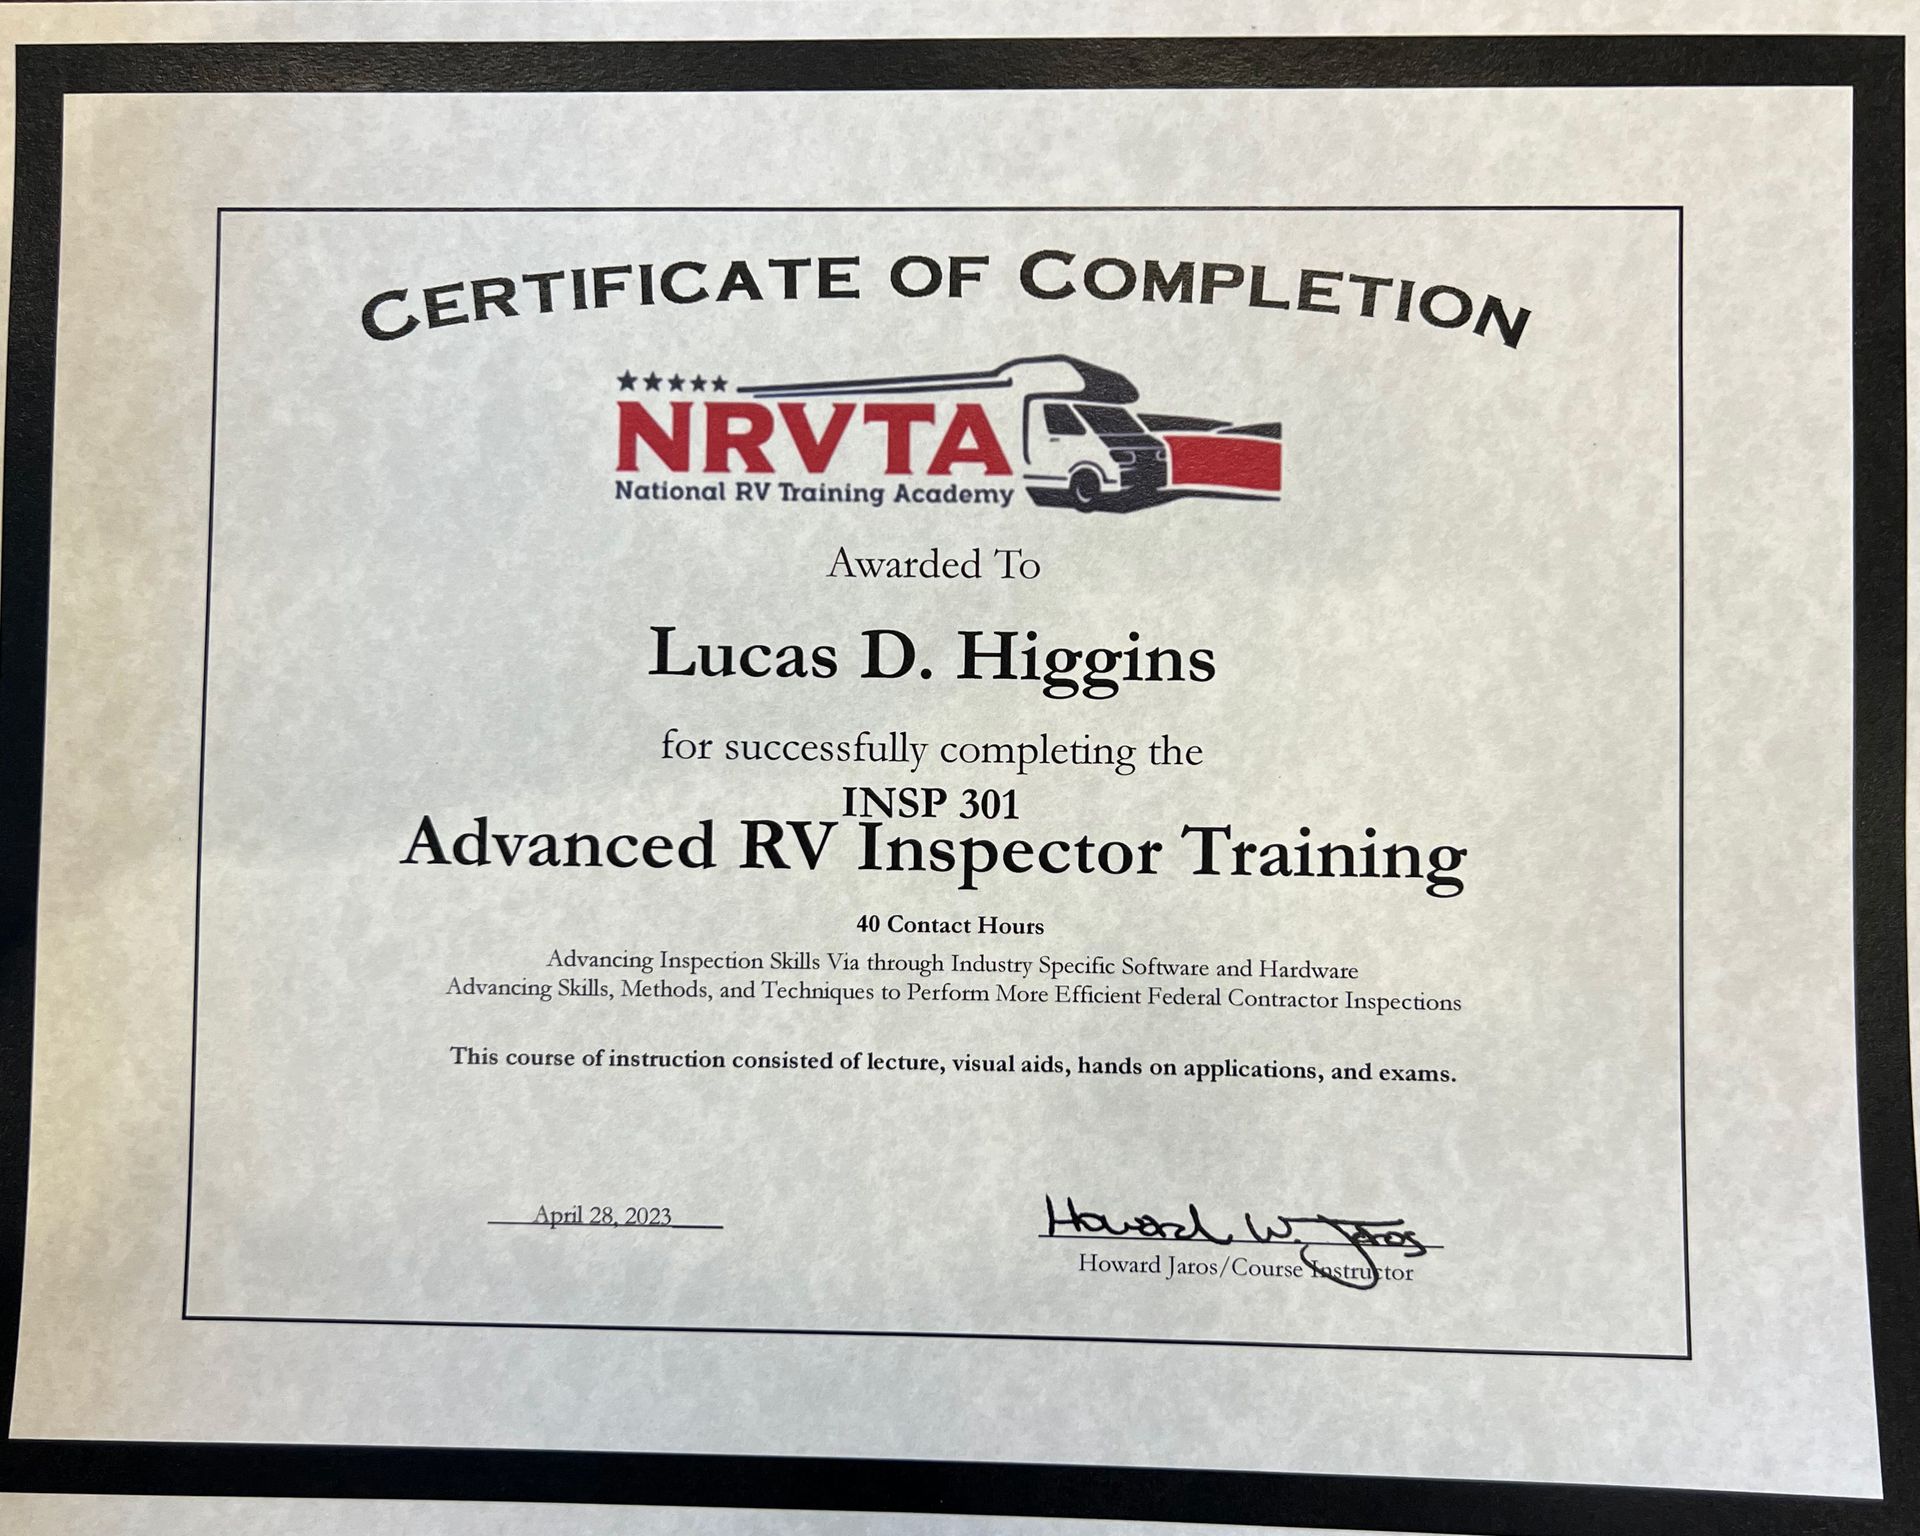 CERTIFICATE OF COMPLETION
NRVTA
National RV Training Academy
Awarded To
Lucas D. Higgins
for successfully completing the
INSP 301
Advanced RV Inspector Training
40 Contact Hours
Advancing Inspection Skills Via through Industry Specific Software and Hardware
Advancing Skills, Methods, and Techniques to Perform More Efficient Federal Contractor Inspections
This course of instruction consisted of lecture, visual aids, hands on applications, and exams.
April 28, 2023
Howard W. Jaros
Howard Jaros/Course Instructor